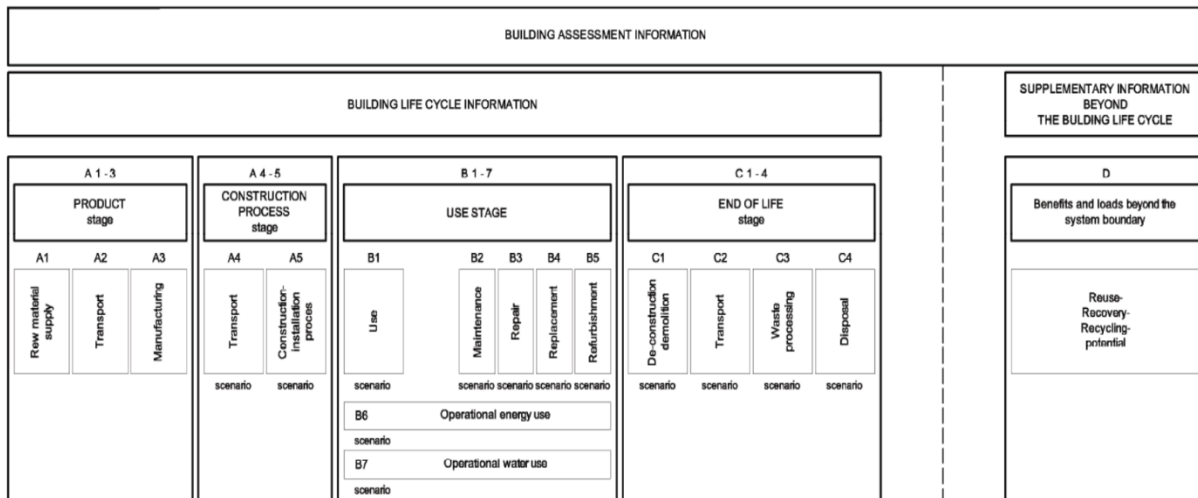 BUILDING ASSESSMENT INFORMATION
BUILDING LIFE CYCLE INFORMATION
SUPPLEMENTARY INFORMATION
BEYOND
THE BULDING LIFE CYCLE
A 1 - 3
PRODUCT
stage
A1
A2
A3
Rew material
supply
Transport
Manufacturing
A 4 - 5
CONSTRUCTION
PROCESS
stage
A4
A5
Transport
Construction-
installation
proces
scenario
scenario
B 1 - 7
USE STAGE
B1
B2
B3
B4
B5
Use
Maintenance
Repair
Replacement
Refurbishment
scenario
scenario
scenario
scenario
scenario
B6
Operational energy use
scenario
B7
Operational water use
scenario
C 1 - 4
END OF LIFE
stage
C1
C2
C3
C4
De-construction
demolition
Transport
Waste
processing
Disposal
scenario
scenario
scenario
scenario
D
Benefits and loads beyond the
system boundary
Reuse-
Recovery-
Recycling-
potential